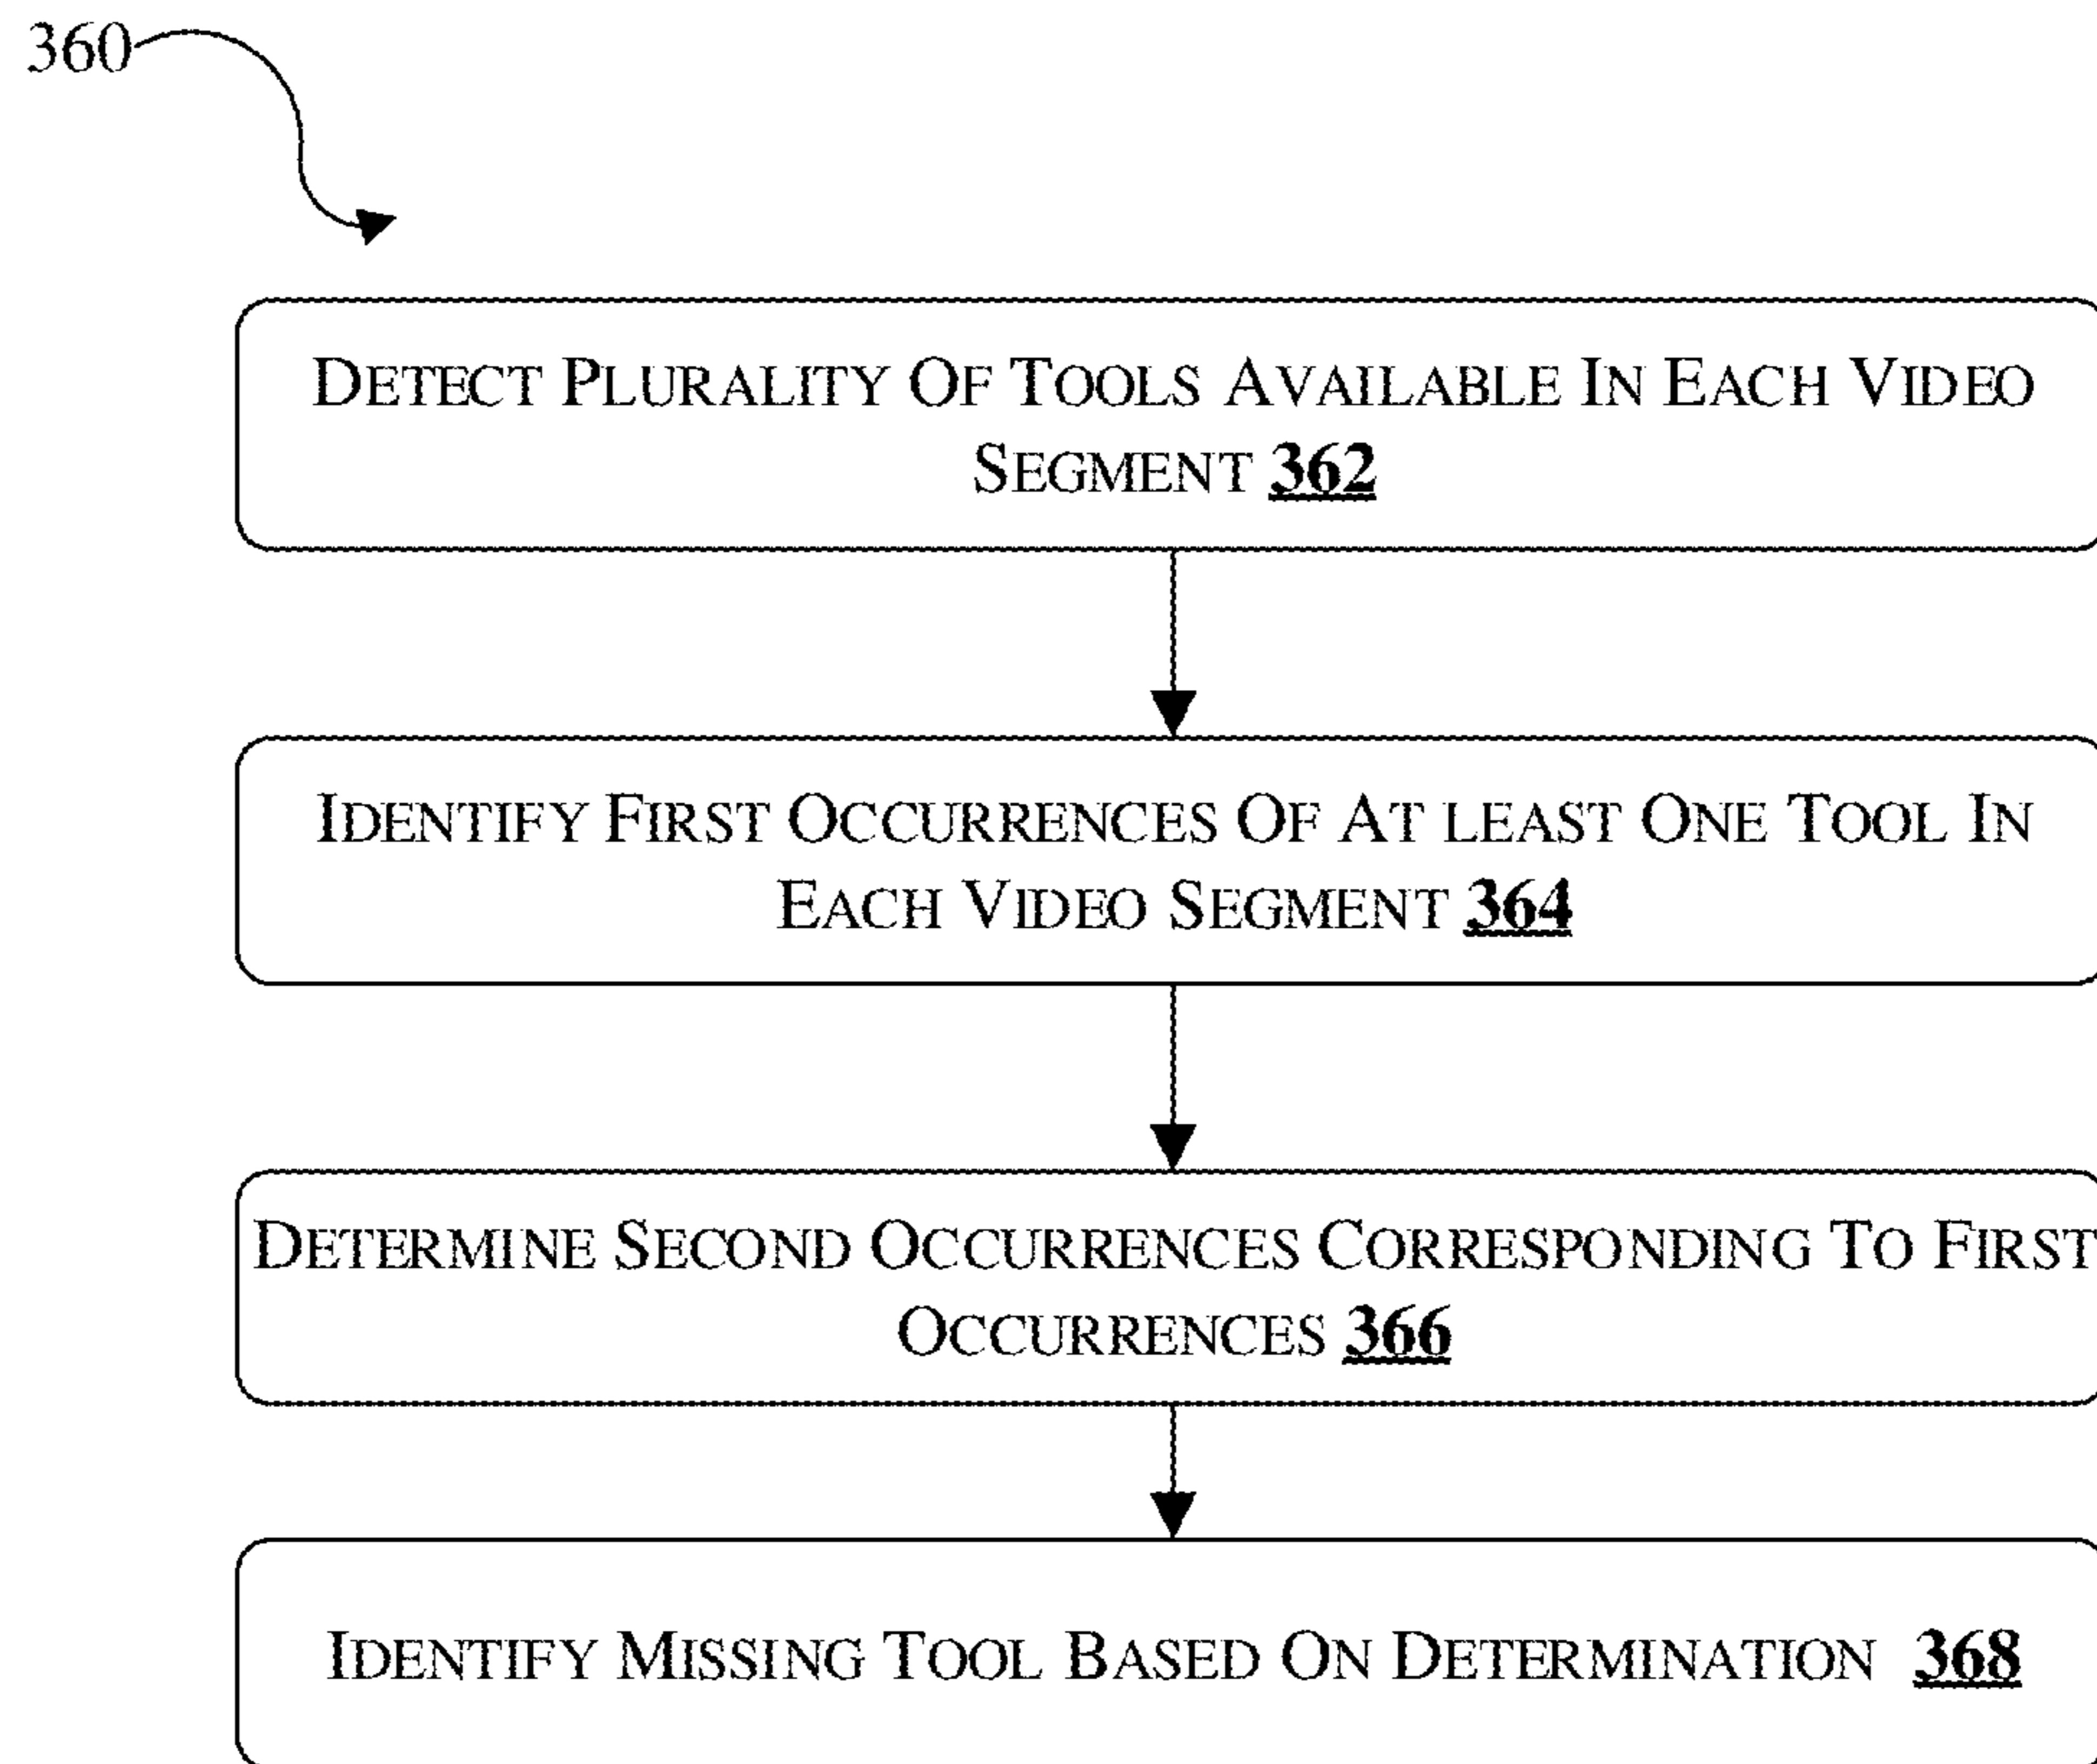 360
DETECT PLURALITY OF TOOLS AVAILABLE IN EACH VIDEO
SEGMENT 362
IDENTIFY FIRST OCCURRENCES OF AT LEAST ONE TOOL IN
EACH VIDEO SEGMENT 364
DETERMINE SECOND OCCURRENCES CORRESPONDING TO FIRST
OCCURRENCES 366
IDENTIFY MISSING TOOL BASED ON DETERMINATION 368